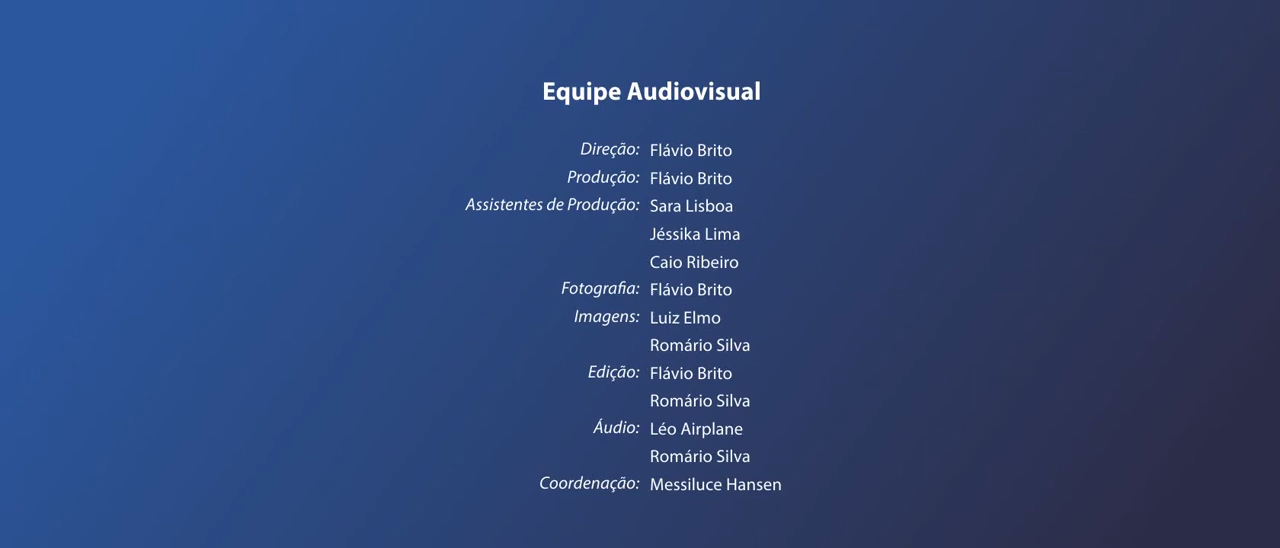 Equipe Audiovisual
Direção: Flávio Brito
Produção: Flávio Brito
Assistentes de Produção: Sara Lisboa
Jéssika Lima
Caio Ribeiro
Fotografia: Flávio Brito
Imagens: Luiz Elmo
Romário Silva
Edição: Flávio Brito
Romário Silva
Áudio: Léo Airplane
Romário Silva
Coordenação: Messiluce Hansen